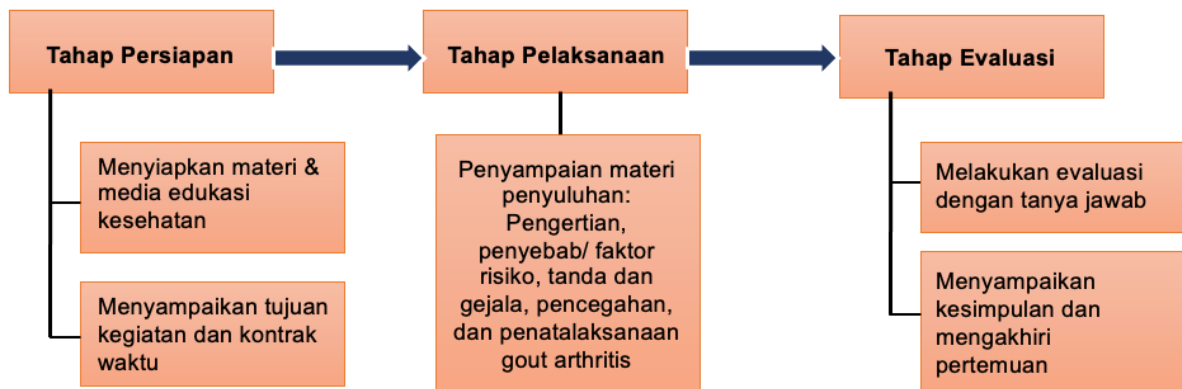 Tahap Persiapan
Menyiapkan materi &
media edukasi
kesehatan
Menyampaikan tujuan
kegiatan dan kontrak
waktu
Tahap Pelaksanaan
Penyampaian materi
penyuluhan:
Pengertian,
penyebab/ faktor
risiko, tanda dan
gejala, pencegahan,
dan penatalaksanaan
gout arthritis
Tahap Evaluasi
Melakukan evaluasi
dengan tanya jawab
Menyampaikan
kesimpulan dan
mengakhiri
pertemuan